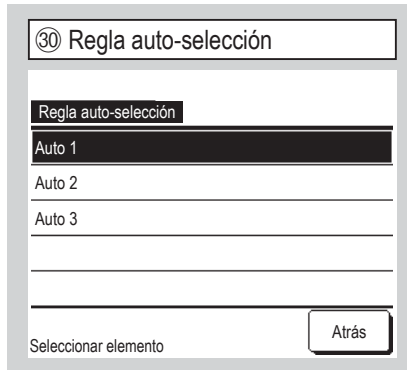 ㉚ Regla auto-selección
Regla auto-selección
Auto 1
Auto 2
Auto 3
Seleccionar elemento
Atrás